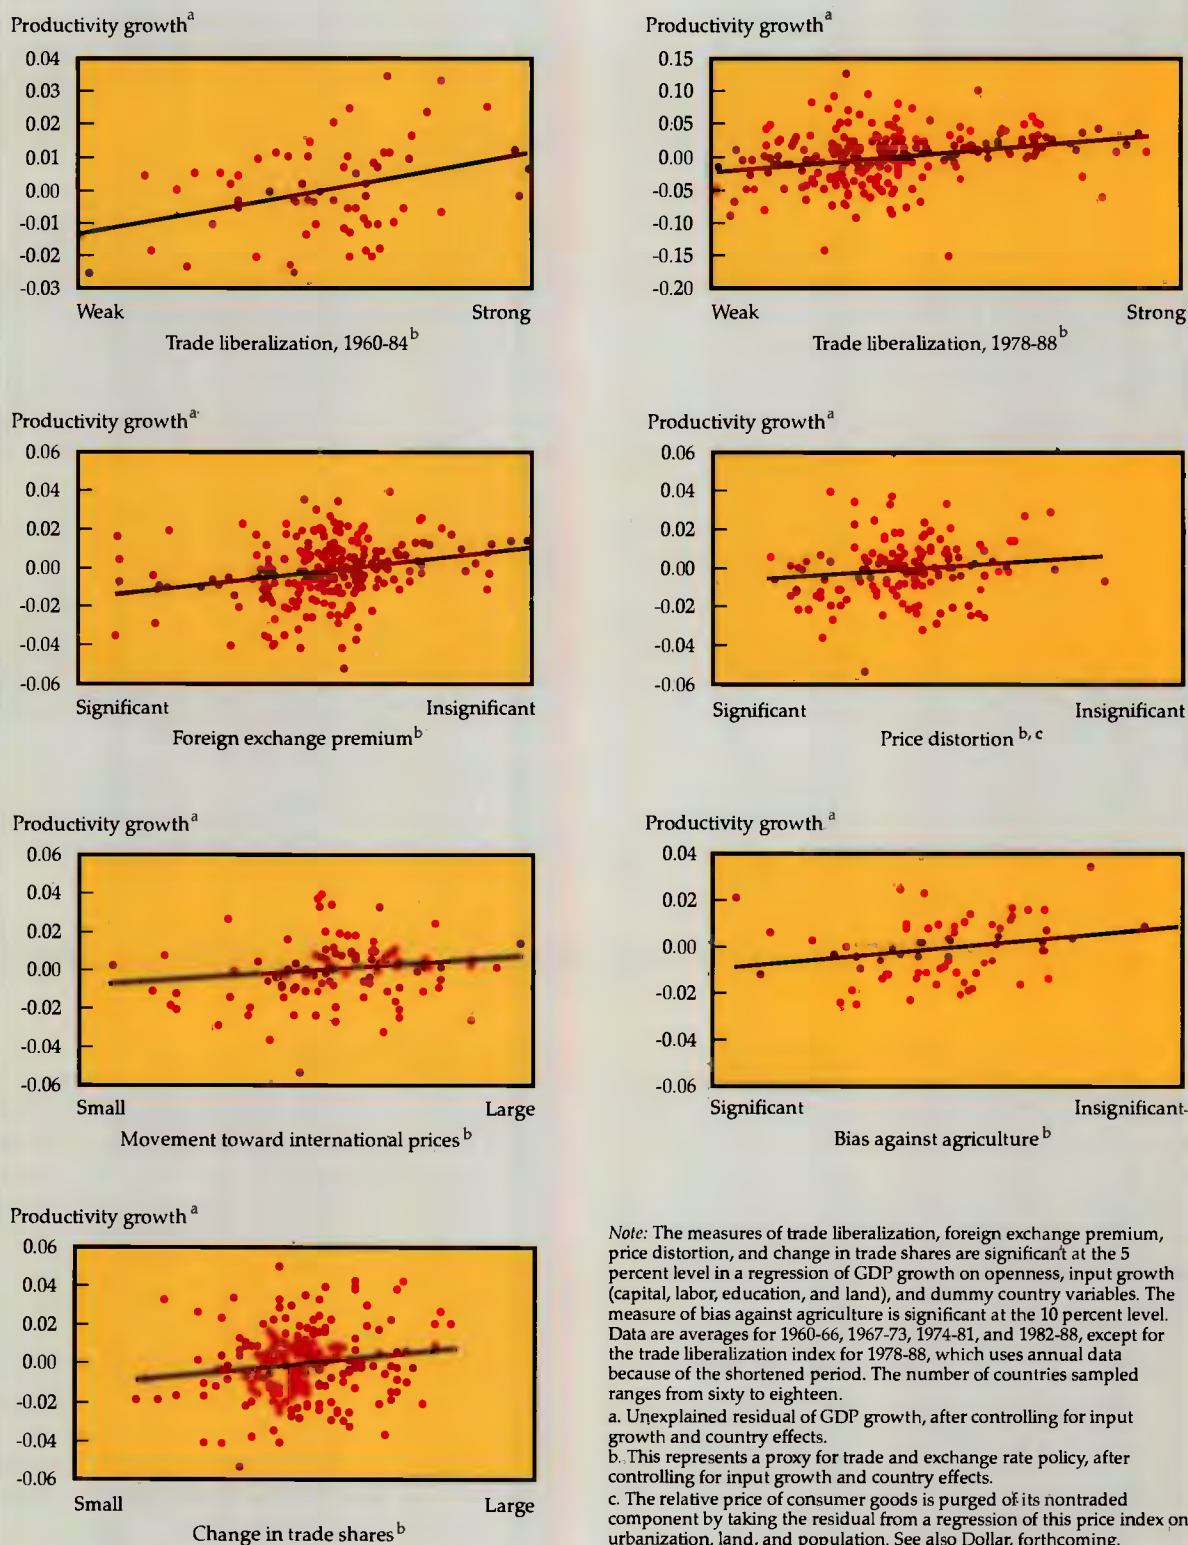 Productivity growth a
0.04
0.03
0.02
0.01
0.00
-0.01
-0.02
-0.03
Weak Strong
Trade liberalization, 1960-84 b
Productivity growth a
0.15
0.10
0.05
0.00
-0.05
-0.10
-0.15
-0.20
Weak Strong
Trade liberalization, 1978-88 b
Productivity growth a
0.06
0.04
0.02
0.00
-0.02
-0.04
-0.06
Significant Insignificant
Foreign exchange premium b
Productivity growth a
0.06
0.04
0.02
0.00
-0.02
-0.04
-0.06
Significant Insignificant
Price distortion b, c
Productivity growth a
0.06
0.04
0.02
0.00
-0.02
-0.04
-0.06
Small Large
Movement toward international prices b
Productivity growth a
0.04
0.02
0.00
-0.02
-0.04
-0.06
Significant Insignificant
Bias against agriculture b
Productivity growth a
0.06
0.04
0.02
0.00
-0.02
-0.04
-0.06
Small Large
Change in trade shares b
Note: The measures of trade liberalization, foreign exchange premium,
price distortion, and change in trade shares are significant at the 5
percent level in a regression of GDP growth on openness, input growth
(capital, labor, education, and land), and dummy country variables. The
measure of bias against agriculture is significant at the 10 percent level.
Data are averages for 1960-66, 1967-73, 1974-81, and 1982-88, except for
the trade liberalization index for 1978-88, which uses annual data
because of the shortened period. The number of countries sampled
ranges from sixty to eighteen.
a. Unexplained residual of GDP growth, after controlling for input
growth and country effects.
b. This represents a proxy for trade and exchange rate policy, after
controlling for input growth and country effects.
c. The relative price of consumer goods is purged of its nontraded
component by taking the residual from a regression of this price index on
urbanization, land, and population. See also Dollar, forthcoming.